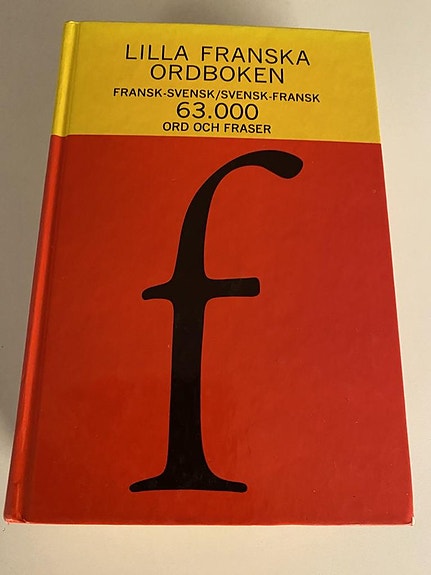 LILLA FRANSKA
ORDBOKEN
FRANSK-SVENSK/SVENSK-FRANSK
63.000
ORD OCH FRASER
f